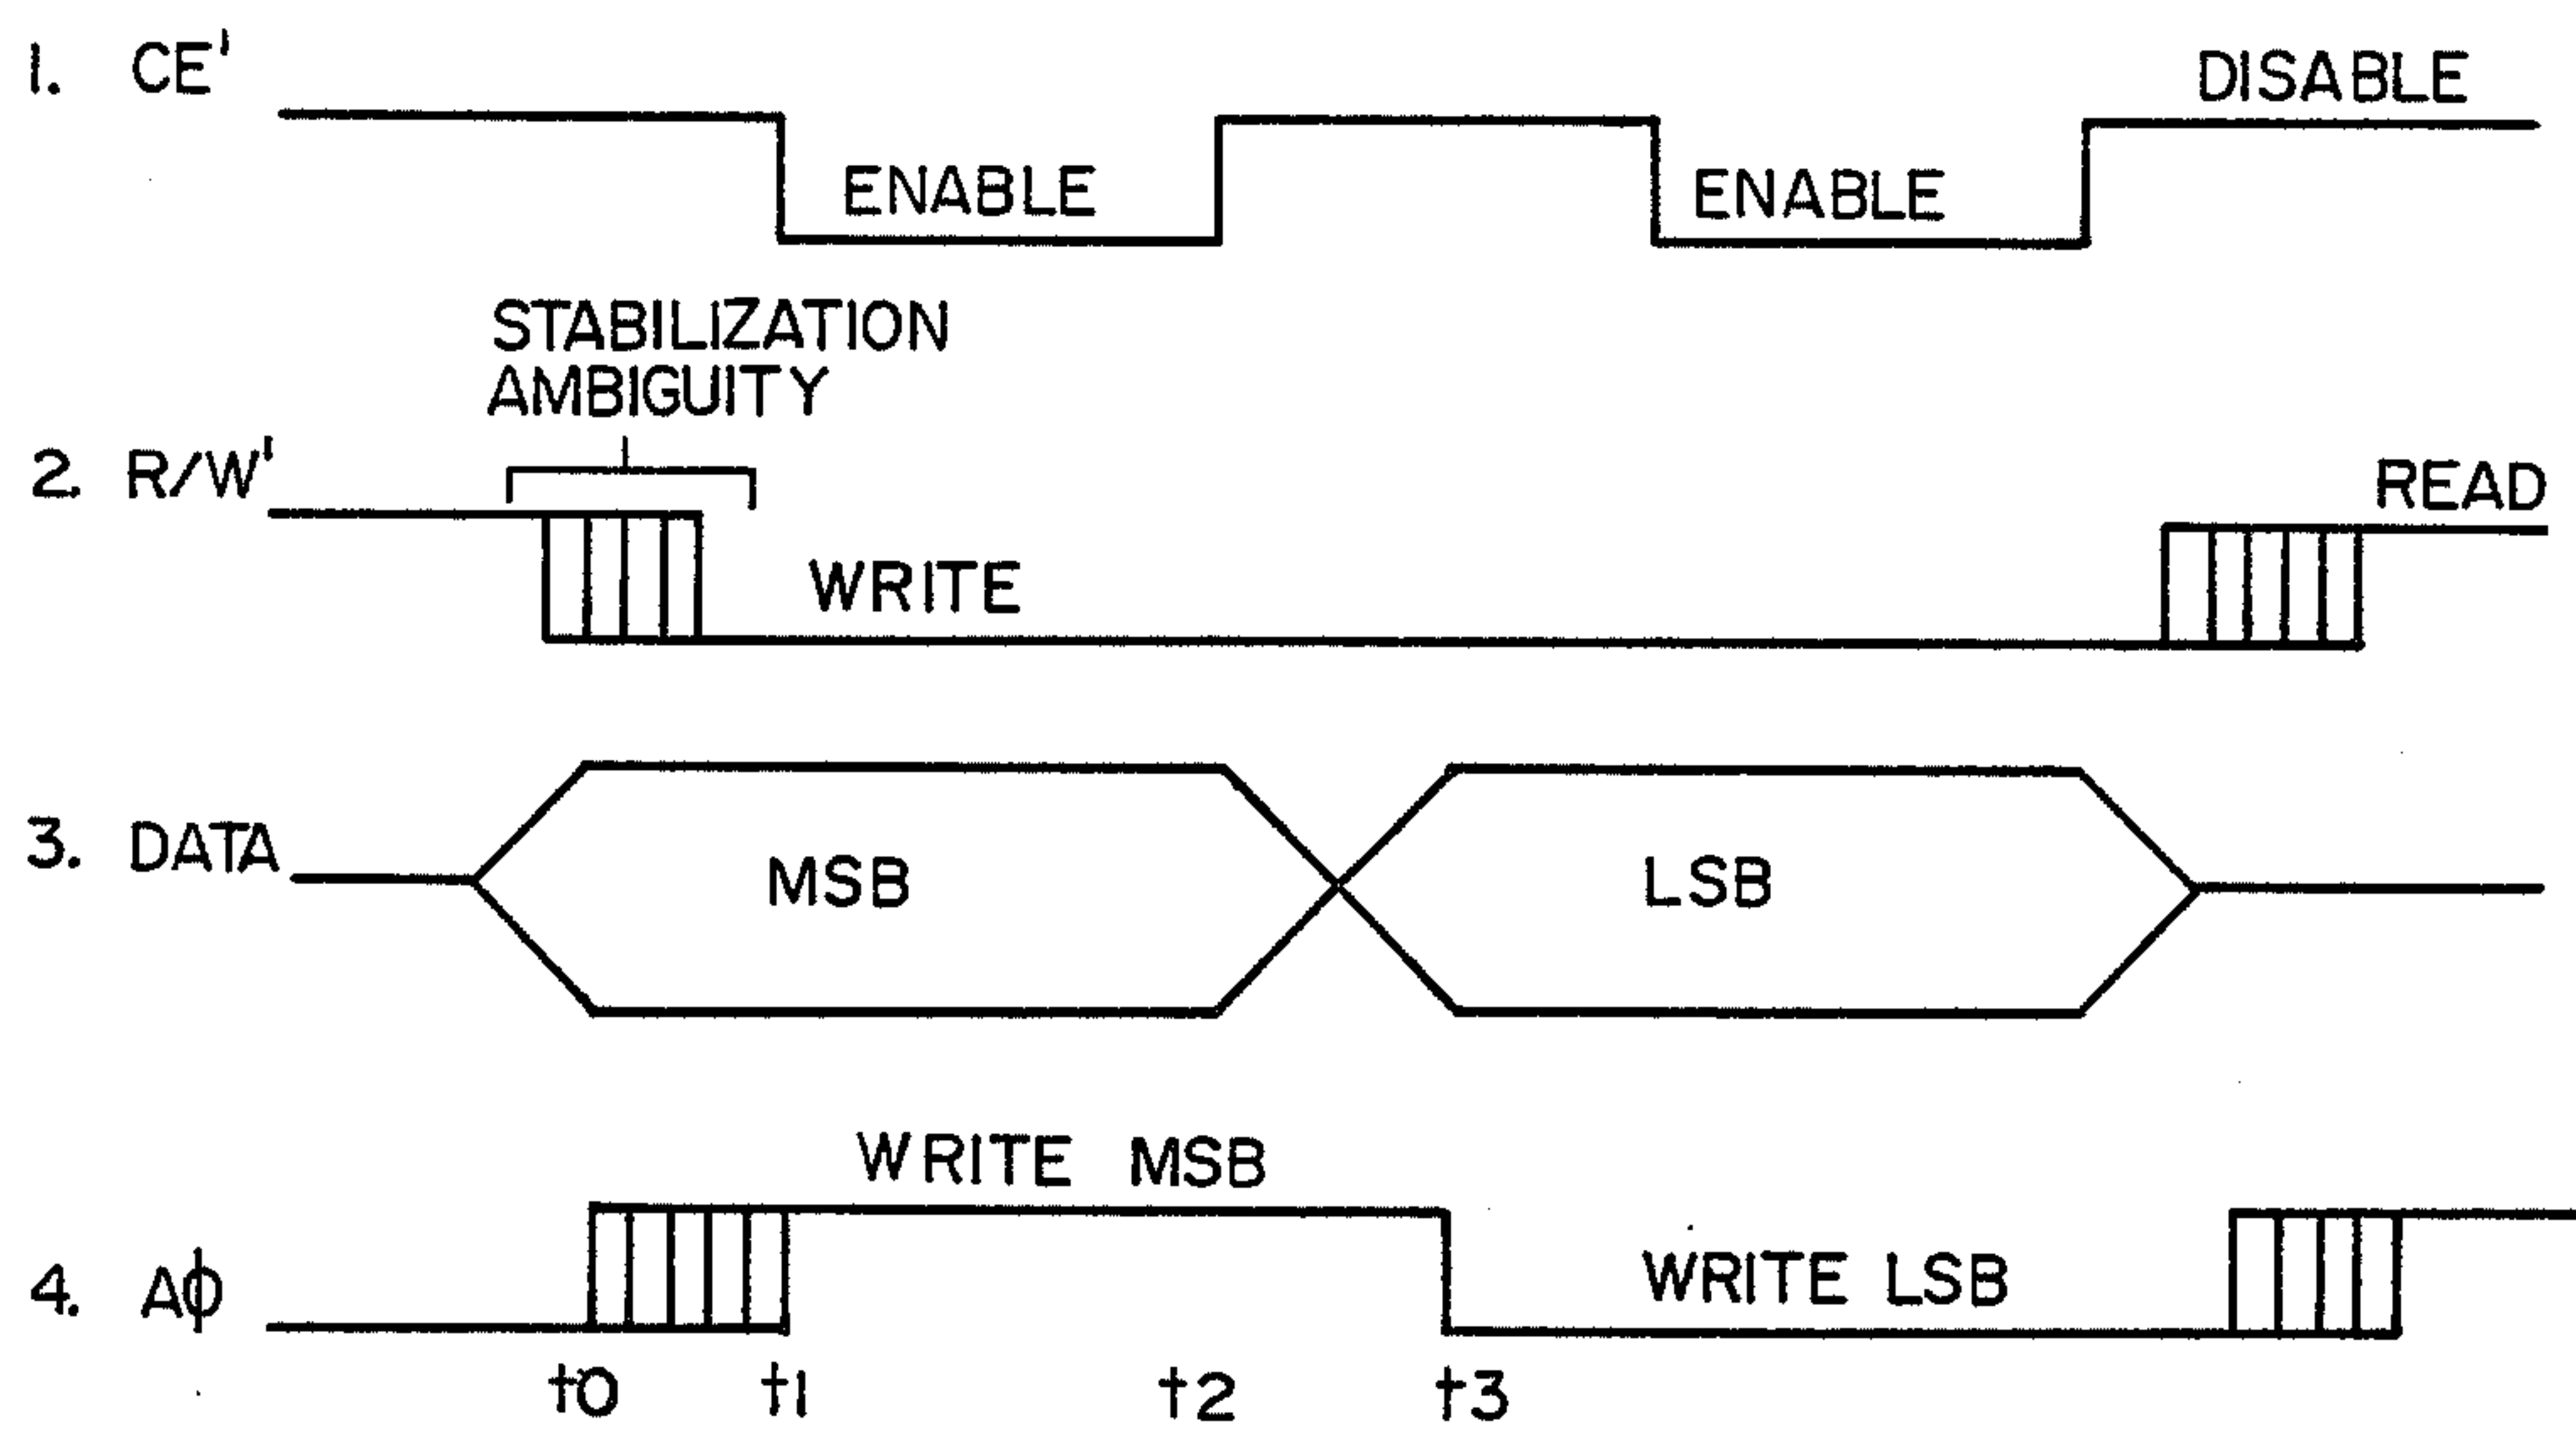 1. CE'
DISABLE
ENABLE
ENABLE
STABILIZATION
AMBIGUITY
2. R/W'
READ
WRITE
3. DATA
MSB
LSB
WRITE MSB
4. Aϕ
WRITE LSB
t0 t1 t2 t3